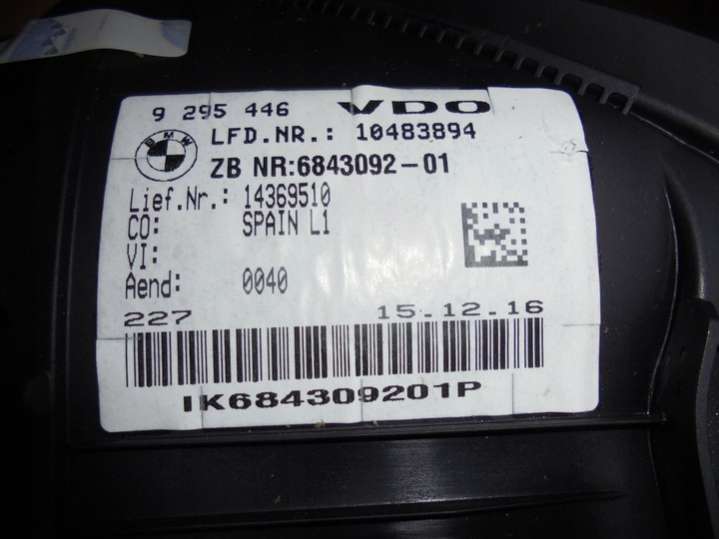 9 295 446 VDO
BMW
LFD.NR.: 10483894
ZB NR:6843092-01
Lief.Nr.: 14369510
CO: SPAIN L1
VI:
Aend: 0040
227 15.12.16
IK684309201P